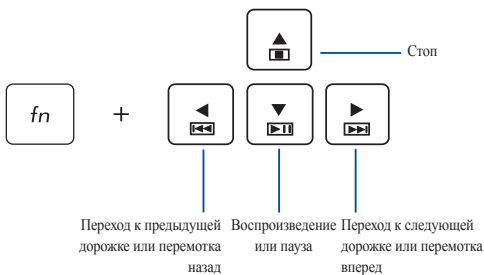 Стоп
fn
+
Переход к предыдущей
дорожке или перемотка
назад
Воспроизведение
или пауза
Переход к следующей
дорожке или перемотка
вперед